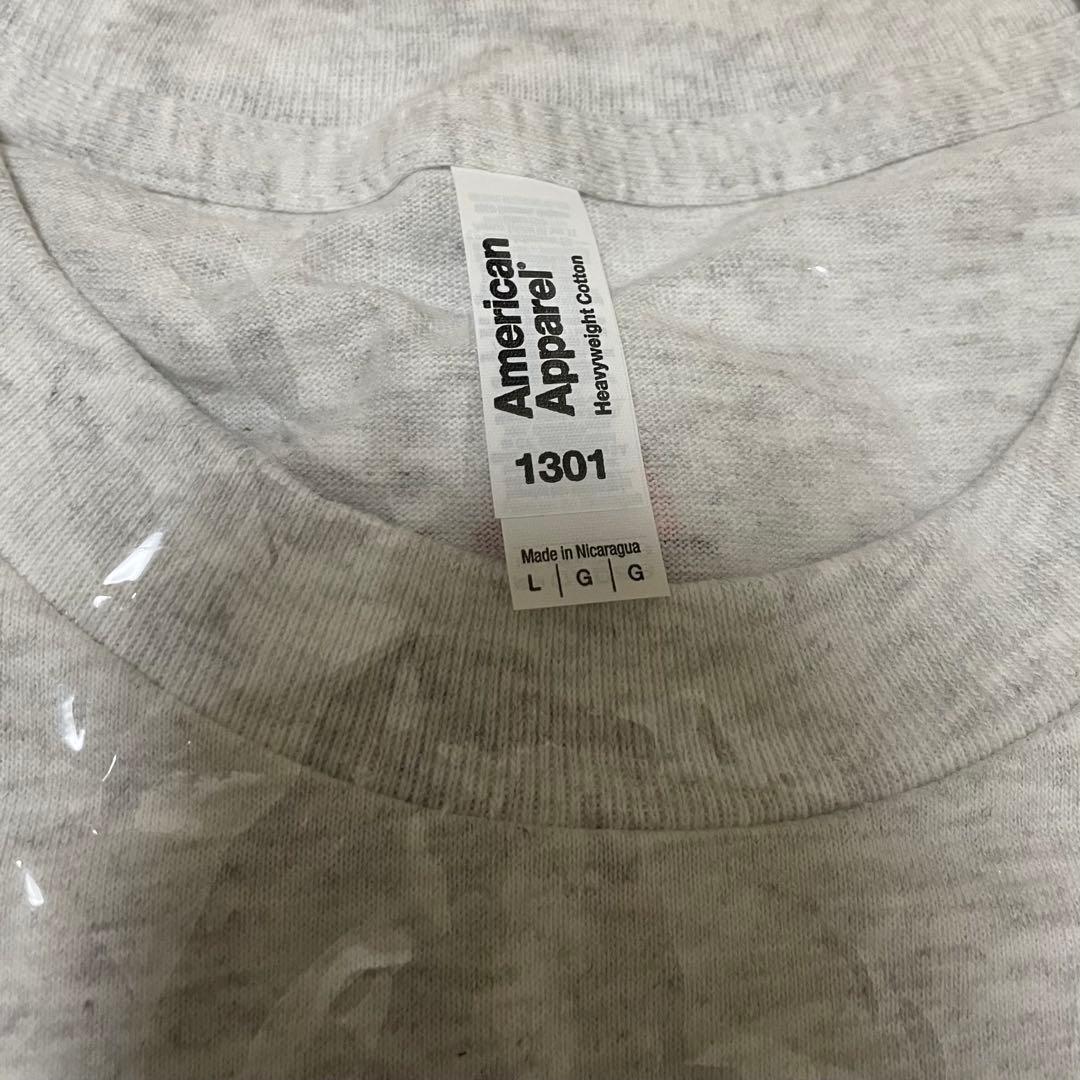 American
Apparel®
Heavyweight Cotton
1301
Made in Nicaragua
L | G | G